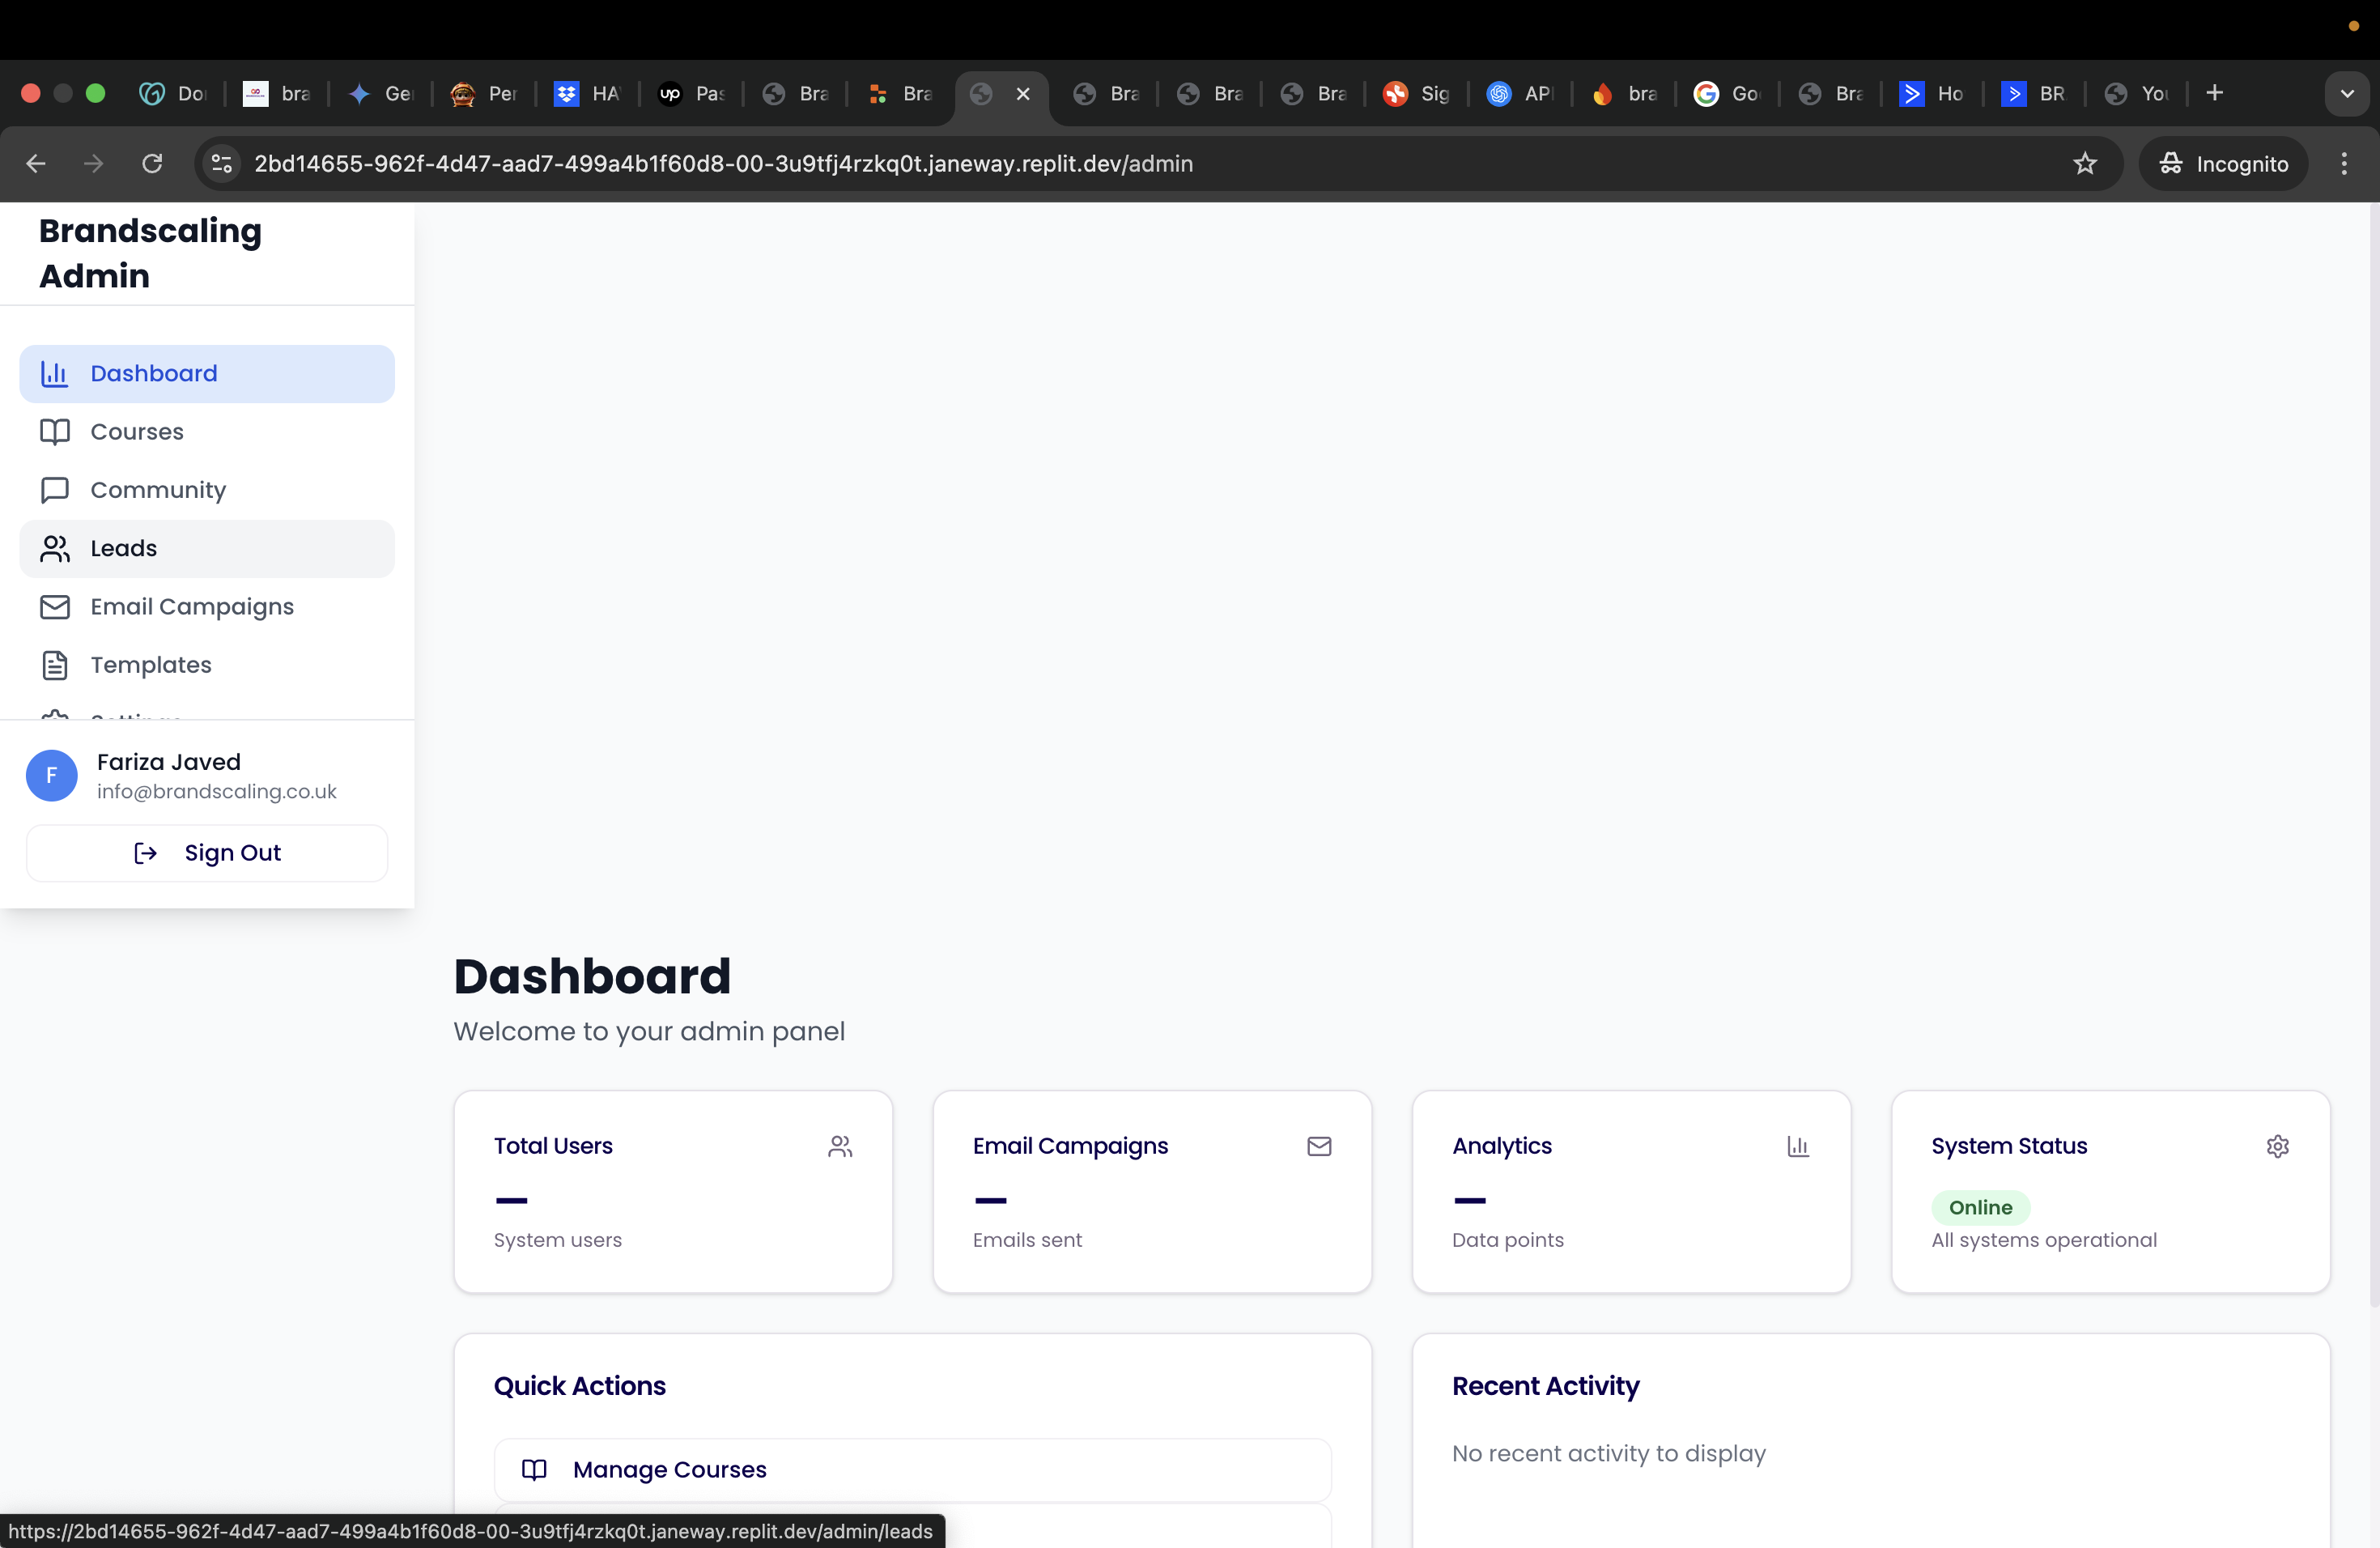 Do
bra
Ge
Per
HA
up
Pas
Bra
Bra
Bra
Bra
Bra
Sig
API
bra
Go
Bra
Ho
BR
You
2bd14655-962f-4d47-aad7-499a4b1f60d8-00-3u9tfj4rzkq0t.janeway.replit.dev/admin
Incognito
Brandscaling
Admin
Dashboard
Courses
Community
Leads
Email Campaigns
Templates
Settings
F
Fariza Javed
info@brandscaling.co.uk
Sign Out
Dashboard
Welcome to your admin panel
Total Users
—
System users
Email Campaigns
—
Emails sent
Analytics
—
Data points
System Status
Online
All systems operational
Quick Actions
Manage Courses
Recent Activity
No recent activity to display
https://2bd14655-962f-4d47-aad7-499a4b1f60d8-00-3u9tfj4rzkq0t.janeway.replit.dev/admin/leads